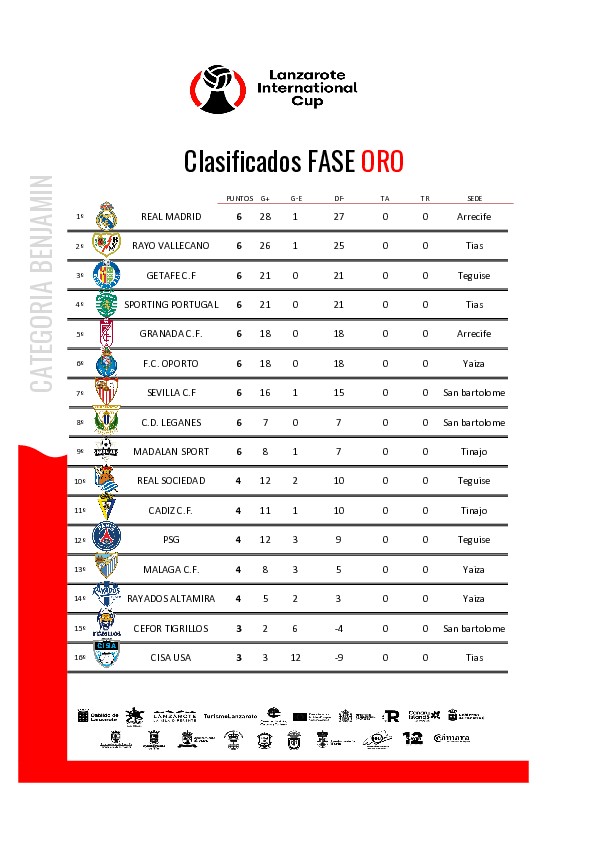 Lanzarote
International
Cup
Clasificados FASE ORO
CATEGORIA BENJAMIN
PUNTOS G+ G-E DF- TA TR SEDE
1º REAL MADRID 6 28 1 27 0 0 Arrecife
2º RAYO VALLECANO 6 26 1 25 0 0 Tias
3º GETAFE C.F 6 21 0 21 0 0 Teguise
4º SPORTING PORTUGAL 6 21 0 21 0 0 Tias
5º GRANADA C.F. 6 18 0 18 0 0 Arrecife
6º F.C. OPORTO 6 18 0 18 0 0 Yaiza
7º SEVILLA C.F 6 16 1 15 0 0 San bartolome
8º C.D. LEGANES 6 7 0 7 0 0 San bartolome
9º MADALAN SPORT 6 8 1 7 0 0 Tinajo
10º REAL SOCIEDAD 4 12 2 10 0 0 Teguise
11º CADIZ C.F. 4 11 1 10 0 0 Tinajo
12º PSG 4 12 3 9 0 0 Teguise
13º MALAGA C.F. 4 8 3 5 0 0 Yaiza
14º RAYADOS ALTAMIRA 4 5 2 3 0 0 Yaiza
15º CEFOR TIGRILLOS 3 2 6 -4 0 0 San bartolome
16º CISA USA 3 3 12 -9 0 0 Tias
Cabildo de Lanzarote LANZAROTE TurismoLanzarote
12 Cámara